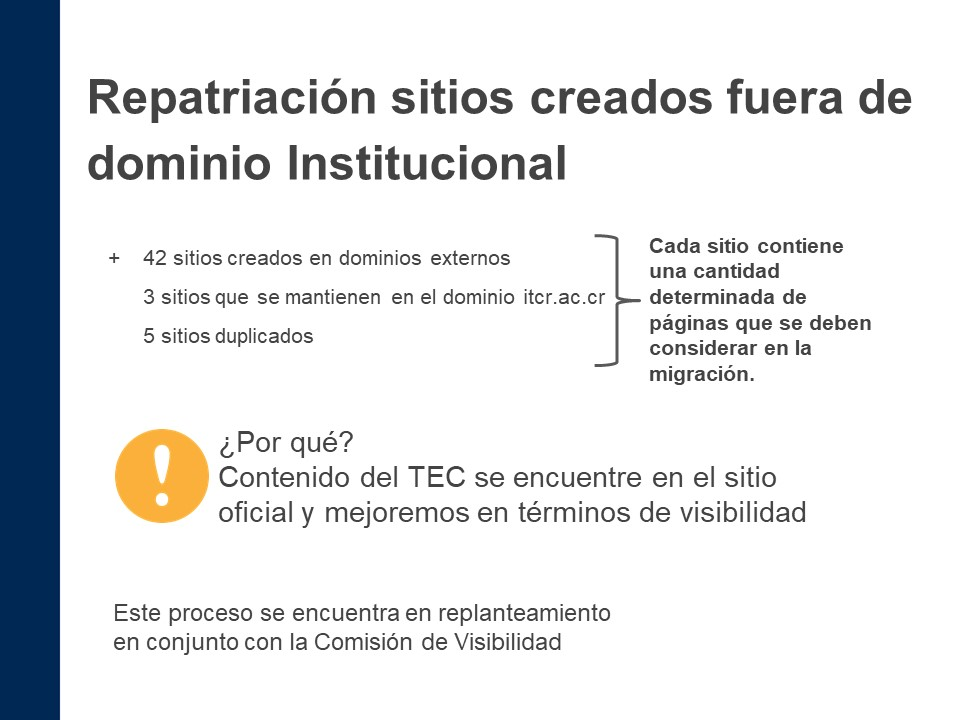 Repatriación sitios creados fuera de
dominio Institucional
+ 42 sitios creados en dominios externos
3 sitios que se mantienen en el dominio itcr.ac.cr
5 sitios duplicados
Cada sitio contiene
una cantidad
determinada de
páginas que se deben
considerar en la
migración.
¿Por qué?
Contenido del TEC se encuentre en el sitio
oficial y mejoremos en términos de visibilidad
Este proceso se encuentra en replanteamiento
en conjunto con la Comisión de Visibilidad